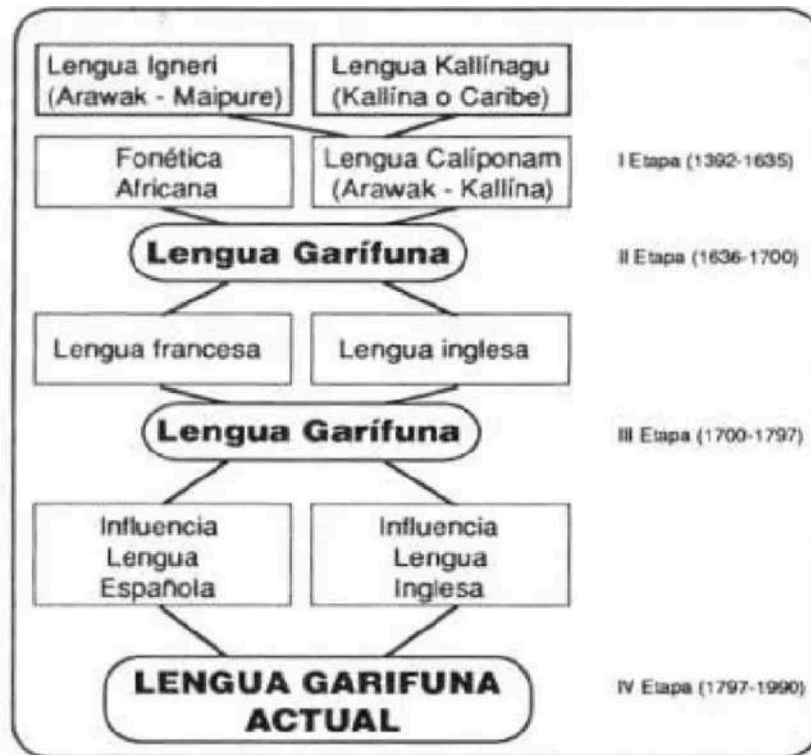 Lengua Igneri
(Arawak - Maipure)
Lengua Kallínagu
(Kallína o Caribe)
Fonética
Africana
Lengua Calíponam
(Arawak - Kallína)
I Etapa (1392-1635)
Lengua Garífuna
II Etapa (1636-1700)
Lengua francesa
Lengua inglesa
Lengua Garífuna
III Etapa (1700-1797)
Influencia
Lengua
Española
Influencia
Lengua
Inglesa
LENGUA GARIFUNA
ACTUAL
IV Etapa (1797-1990)